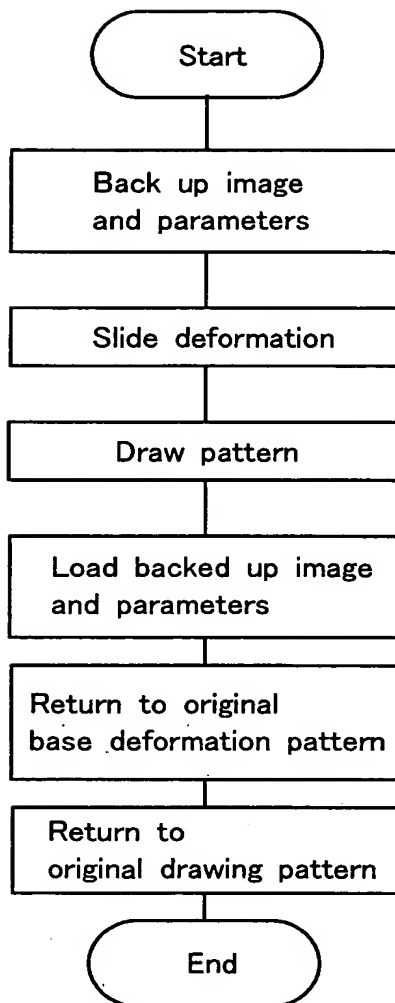 Start
Back up image
and parameters
Slide deformation
Draw pattern
Load backed up image
and parameters
Return to original
base deformation pattern
Return to
original drawing pattern
End